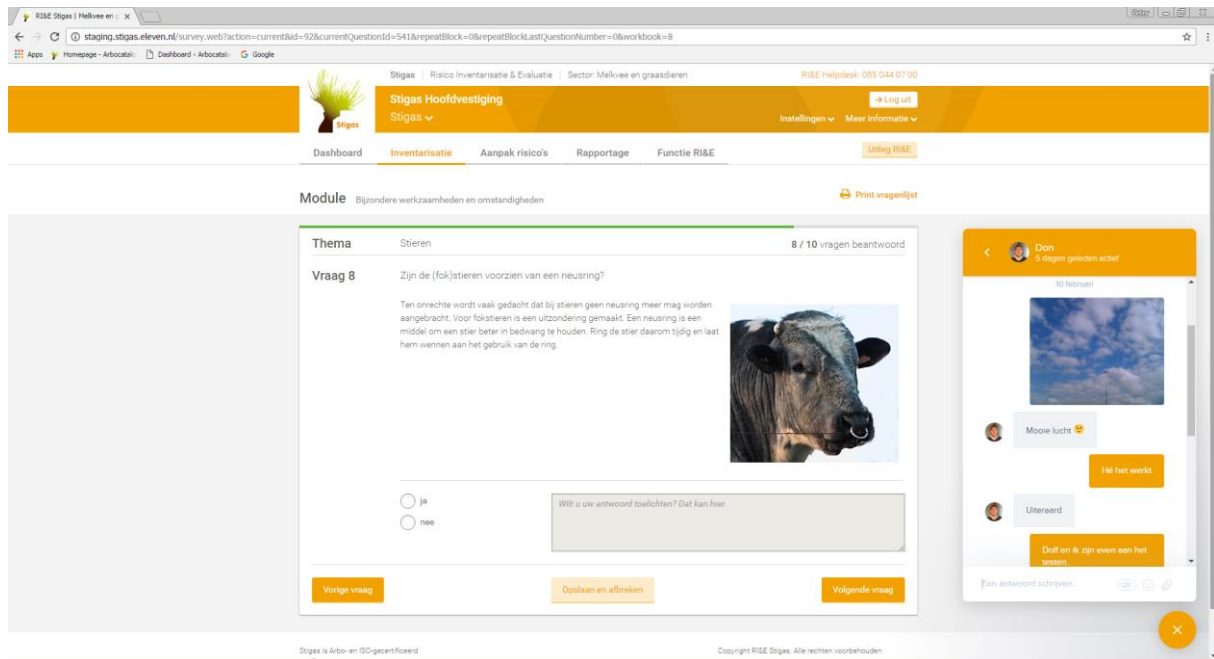 RI&E Stigas | Melkvee en g
staging.stigas.eleven.nl/survey.web?action=current&id=92&currentQuestionId=541&repeatBlock=0&repeatBlockLastQuestionNumber=0&workbook=8
Apps Homepage - Arbocatal Dashboard - Arbocatal Google
Stigas | Risico Inventarisatie & Evaluatie | Sector: Melkvee en graasdieren RI&E Helpdesk: 085 044 07 00
Stigas
Stigas Hoofdvestiging Log uit
Stigas Instellingen Meer informatie
Dashboard Inventarisatie Aanpak risico's Rapportage Functie RI&E Uitleg RI&E
Module Bijzondere werkzaamheden en omstandigheden Print vragenlijst
Thema Stieren 8 / 10 vragen beantwoord
Vraag 8 Zijn de (fok)stieren voorzien van een neusring?
Ten onrechte wordt vaak gedacht dat bij stieren geen neusring meer mag worden
aangebracht. Voor fokstieren is een uitzondering gemaakt. Een neusring is een
middel om een stier beter in bedwang te houden. Ring de stier daarom tijdig en laat
hem wennen aan het gebruik van de ring.
ja
nee
Wilt u uw antwoord toelichten? Dat kan hier.
Vorige vraag Opslaan en afbreken Volgende vraag
Stigas is Arbo- en ISO-gecertificeerd Copyright RI&E Stigas. Alle rechten voorbehouden
Don
5 dagen geleden actief
10 februari
Mooie lucht
Hé het werkt
Uiteraard
Dolf en ik zijn even aan het
testen.
Een antwoord schrijven...
GIF